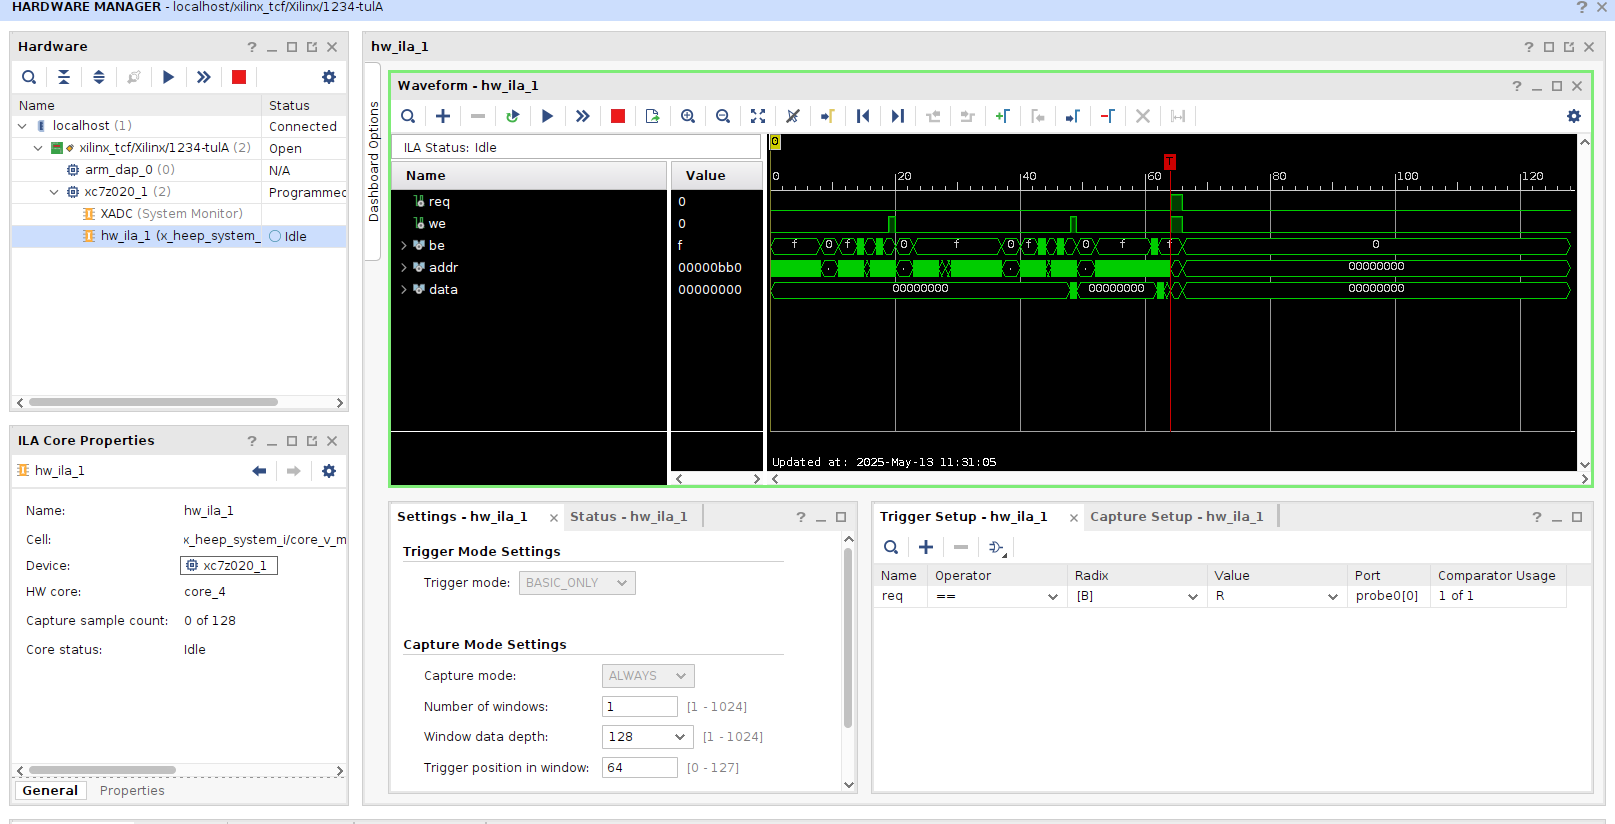 HARDWARE MANAGER - localhost/xilinx_tcf/Xilinx/1234-tulA
Hardware
Name Status
localhost (1) Connected
xilinx_tcf/Xilinx/1234-tulA (2) Open
arm_dap_0 (0) N/A
xc7z020_1 (2) Programmed
XADC (System Monitor)
hw_ila_1 (x_heep_system_ Idle
ILA Core Properties
hw_ila_1
Name: hw_ila_1
Cell: x_heep_system_i/core_v_m
Device: xc7z020_1
HW core: core_4
Capture sample count: 0 of 128
Core status: Idle
General Properties
hw_ila_1
Dashboard Options
Waveform - hw_ila_1
ILA Status: Idle
Name Value
req 0
we 0
be f
addr 00000bb0
data 00000000
0
T
0 20 40 60 80 100 120
f 0 f 0 f 0 f 0 f f 0
00000000
00000000 00000000 00000000
Updated at: 2025-May-13 11:31:05
Settings - hw_ila_1 Status - hw_ila_1
Trigger Mode Settings
Trigger mode: BASIC_ONLY
Capture Mode Settings
Capture mode: ALWAYS
Number of windows: 1 [1 - 1024]
Window data depth: 128 [1 - 1024]
Trigger position in window: 64 [0 - 127]
Trigger Setup - hw_ila_1 Capture Setup - hw_ila_1
Name Operator Radix Value Port Comparator Usage
req == [B] R probe0[0] 1 of 1